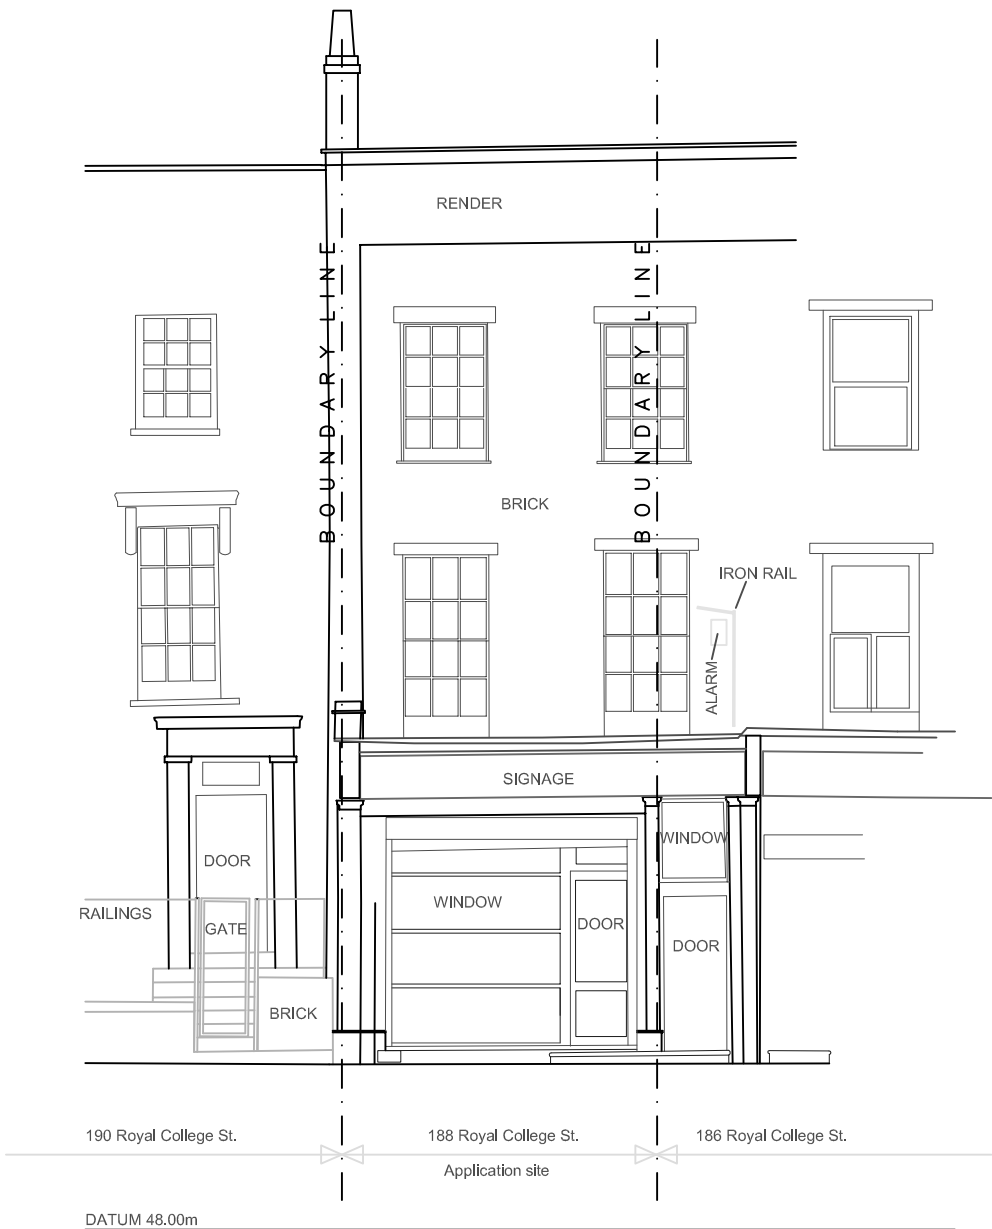 RENDER
BOUNDARY LINE
BOUNDARY LINE
BRICK
IRON RAIL
ALARM
SIGNAGE
WINDOW
DOOR
WINDOW
RAILINGS
GATE
DOOR
DOOR
BRICK
190 Royal College St.
188 Royal College St.
186 Royal College St.
Application site
DATUM 48.00m